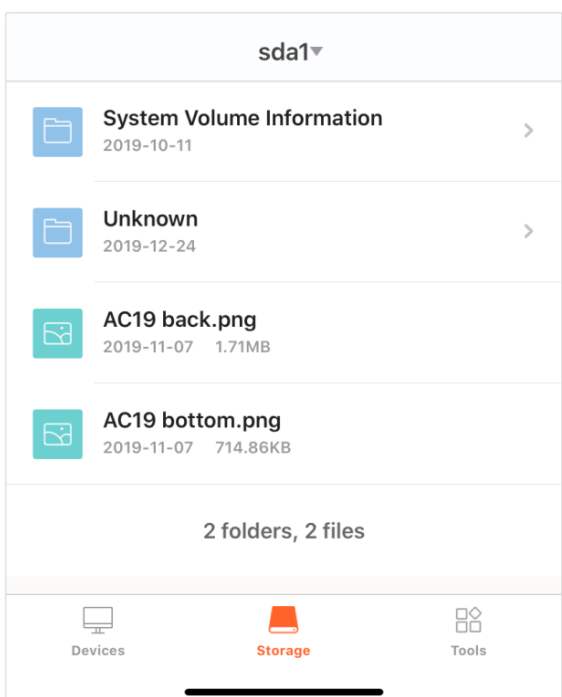 sda1
System Volume Information
2019-10-11
Unknown
2019-12-24
AC19 back.png
2019-11-07 1.71MB
AC19 bottom.png
2019-11-07 714.86KB
2 folders, 2 files
Devices Storage Tools